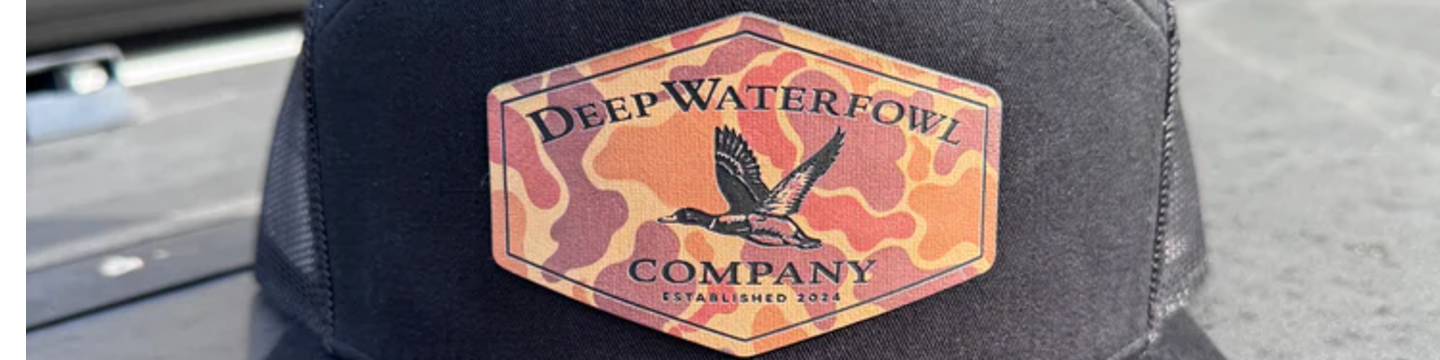 DEEP WATERFOWL
COMPANY
ESTABLISHED 2024